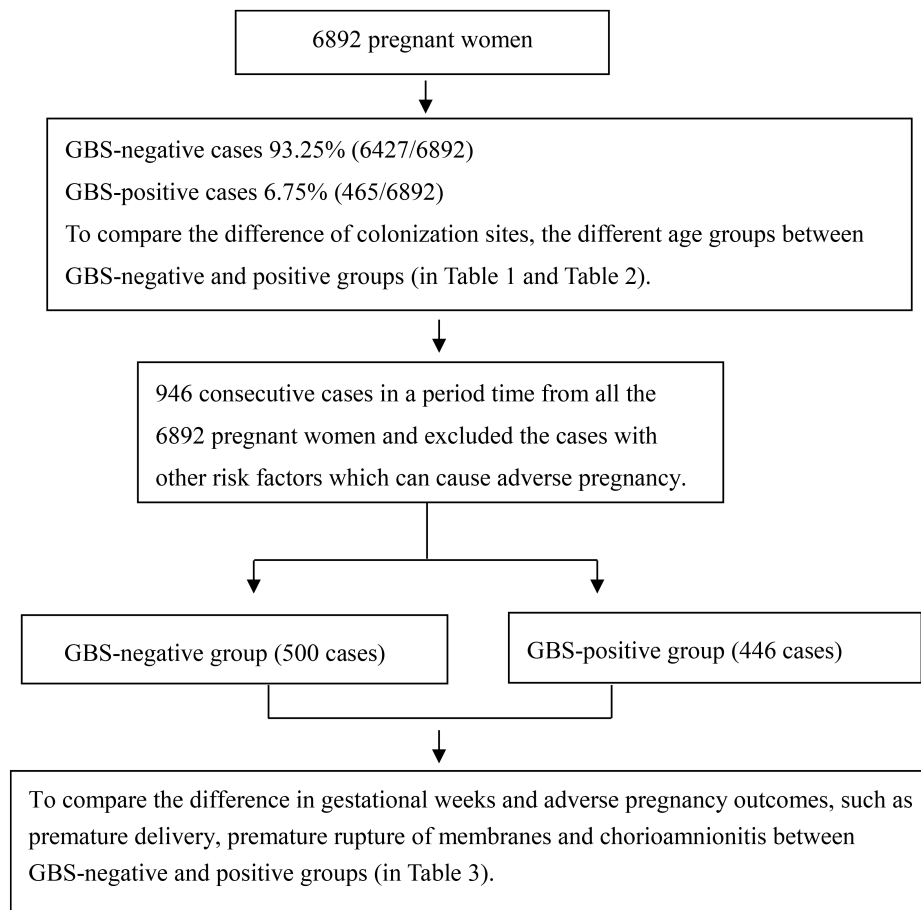 6892 pregnant women
GBS-negative cases 93.25% (6427/6892)
GBS-positive cases 6.75% (465/6892)
To compare the difference of colonization sites, the different age groups between
GBS-negative and positive groups (in Table 1 and Table 2).
946 consecutive cases in a period time from all the
6892 pregnant women and excluded the cases with
other risk factors which can cause adverse pregnancy.
GBS-negative group (500 cases)
GBS-positive group (446 cases)
To compare the difference in gestational weeks and adverse pregnancy outcomes, such as
premature delivery, premature rupture of membranes and chorioamnionitis between
GBS-negative and positive groups (in Table 3).